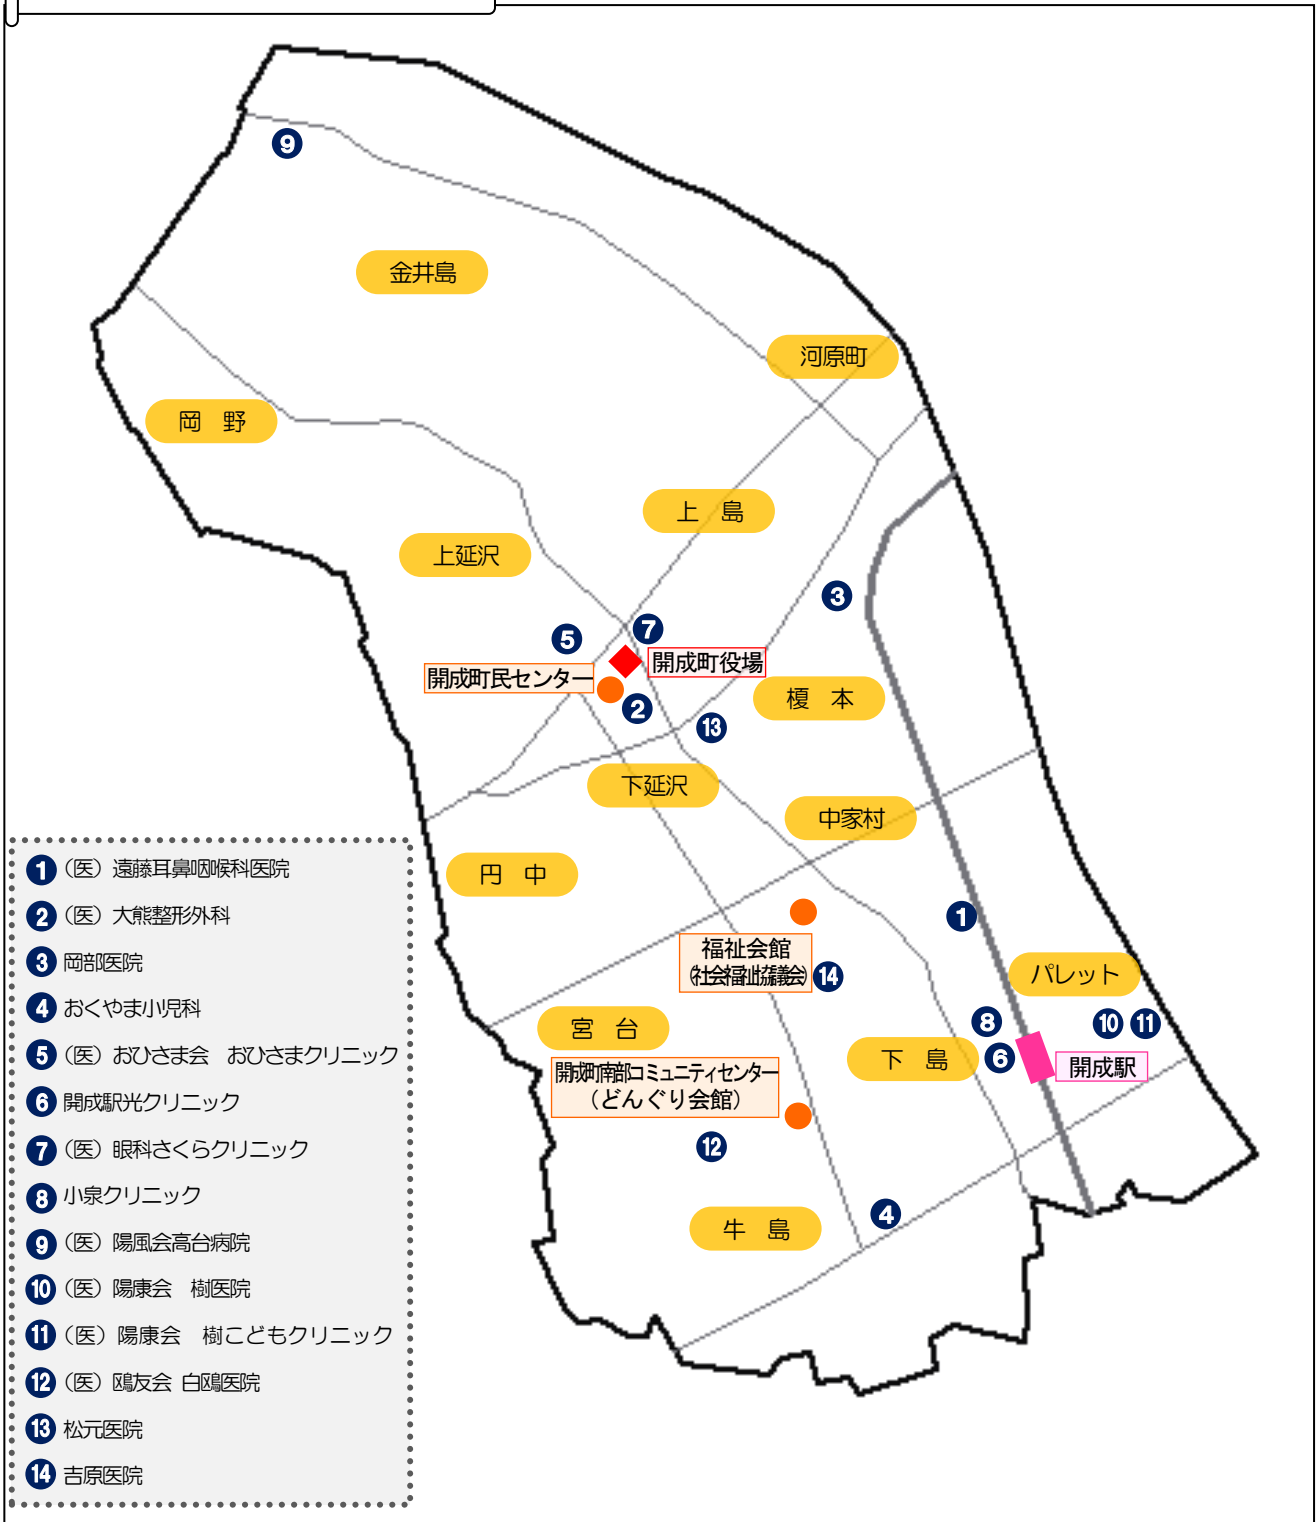 9
金井島
河原町
岡　野
上　島
上延沢
3
5
7
開成町役場
開成町民センター
2
榎　本
13
下延沢
中家村
円　中
1
福祉会館
(社会福祉協議会)
14
パレット
8
10
11
宮　台
下　島
6
開成駅
開成町南部コミュニティセンター
（どんぐり会館）
12
4
牛　島
1 （医）遠藤耳鼻咽喉科医院
2 （医）大熊整形外科
3 岡部医院
4 おくやま小児科
5 （医）おひさま会　おひさまクリニック
6 開成駅光クリニック
7 （医）眼科さくらクリニック
8 小泉クリニック
9 （医）陽風会高台病院
10 （医）陽康会　樹医院
11 （医）陽康会　樹こどもクリニック
12 （医）鴎友会 白鴎医院
13 松元医院
14 吉原医院